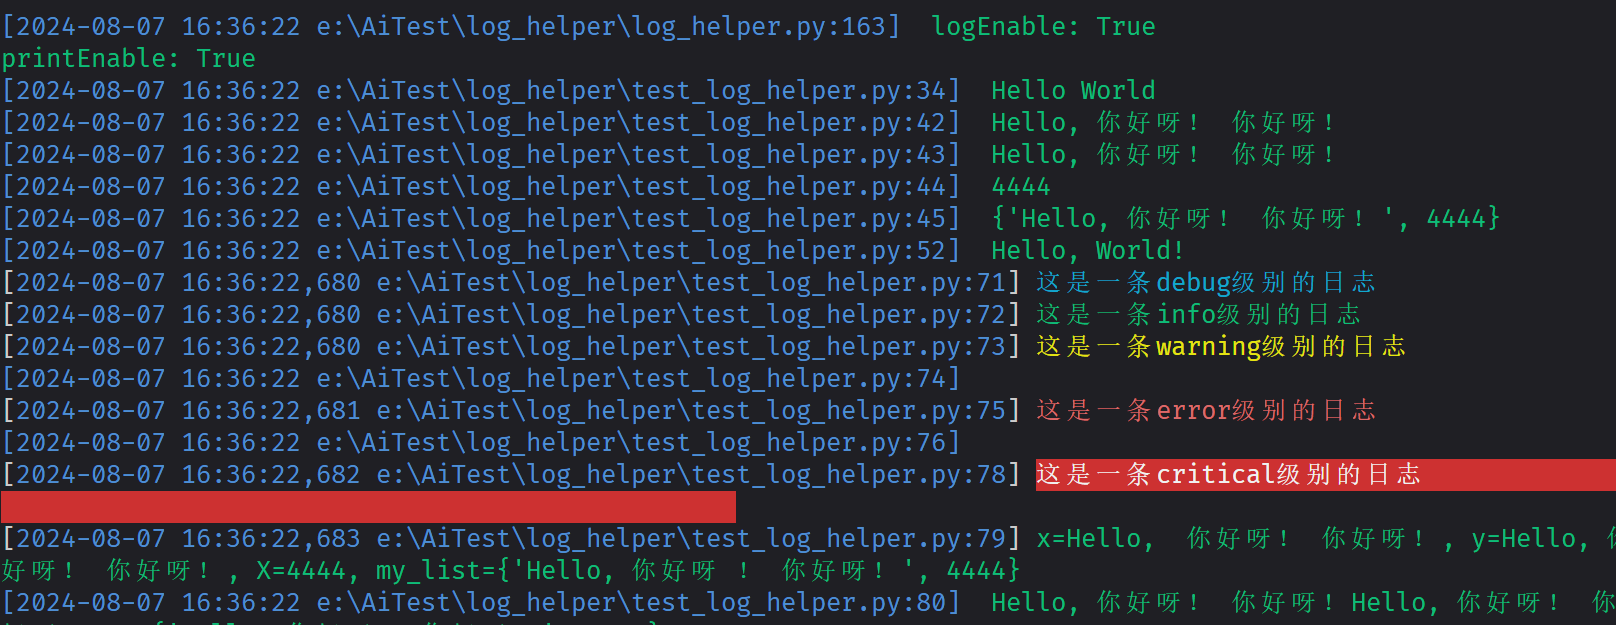 [2024-08-07 16:36:22 e:\AiTest\log_helper\log_helper.py:163]  logEnable: True
printEnable: True
[2024-08-07 16:36:22 e:\AiTest\log_helper\test_log_helper.py:34]  Hello World
[2024-08-07 16:36:22 e:\AiTest\log_helper\test_log_helper.py:42]  Hello, 你好呀! 你好呀!
[2024-08-07 16:36:22 e:\AiTest\log_helper\test_log_helper.py:43]  Hello, 你好呀! 你好呀!
[2024-08-07 16:36:22 e:\AiTest\log_helper\test_log_helper.py:44]  4444
[2024-08-07 16:36:22 e:\AiTest\log_helper\test_log_helper.py:45]  {'Hello, 你好呀! 你好呀!', 4444}
[2024-08-07 16:36:22 e:\AiTest\log_helper\test_log_helper.py:52]  Hello, World!
[2024-08-07 16:36:22,680 e:\AiTest\log_helper\test_log_helper.py:71] 这是一条debug级别的日志
[2024-08-07 16:36:22,680 e:\AiTest\log_helper\test_log_helper.py:72] 这是一条info级别的日志
[2024-08-07 16:36:22,680 e:\AiTest\log_helper\test_log_helper.py:73] 这是一条warning级别的日志
[2024-08-07 16:36:22 e:\AiTest\log_helper\test_log_helper.py:74]
[2024-08-07 16:36:22,681 e:\AiTest\log_helper\test_log_helper.py:75] 这是一条error级别的日志
[2024-08-07 16:36:22 e:\AiTest\log_helper\test_log_helper.py:76]
[2024-08-07 16:36:22,682 e:\AiTest\log_helper\test_log_helper.py:78] 这是一条critical级别的日志
[2024-08-07 16:36:22,683 e:\AiTest\log_helper\test_log_helper.py:79] x=Hello, 你好呀! 你好呀!, y=Hello, 你
好呀! 你好呀!, X=4444, my_list={'Hello, 你好呀 ! 你好呀!', 4444}
[2024-08-07 16:36:22 e:\AiTest\log_helper\test_log_helper.py:80]  Hello, 你好呀! 你好呀!Hello, 你好呀! 你